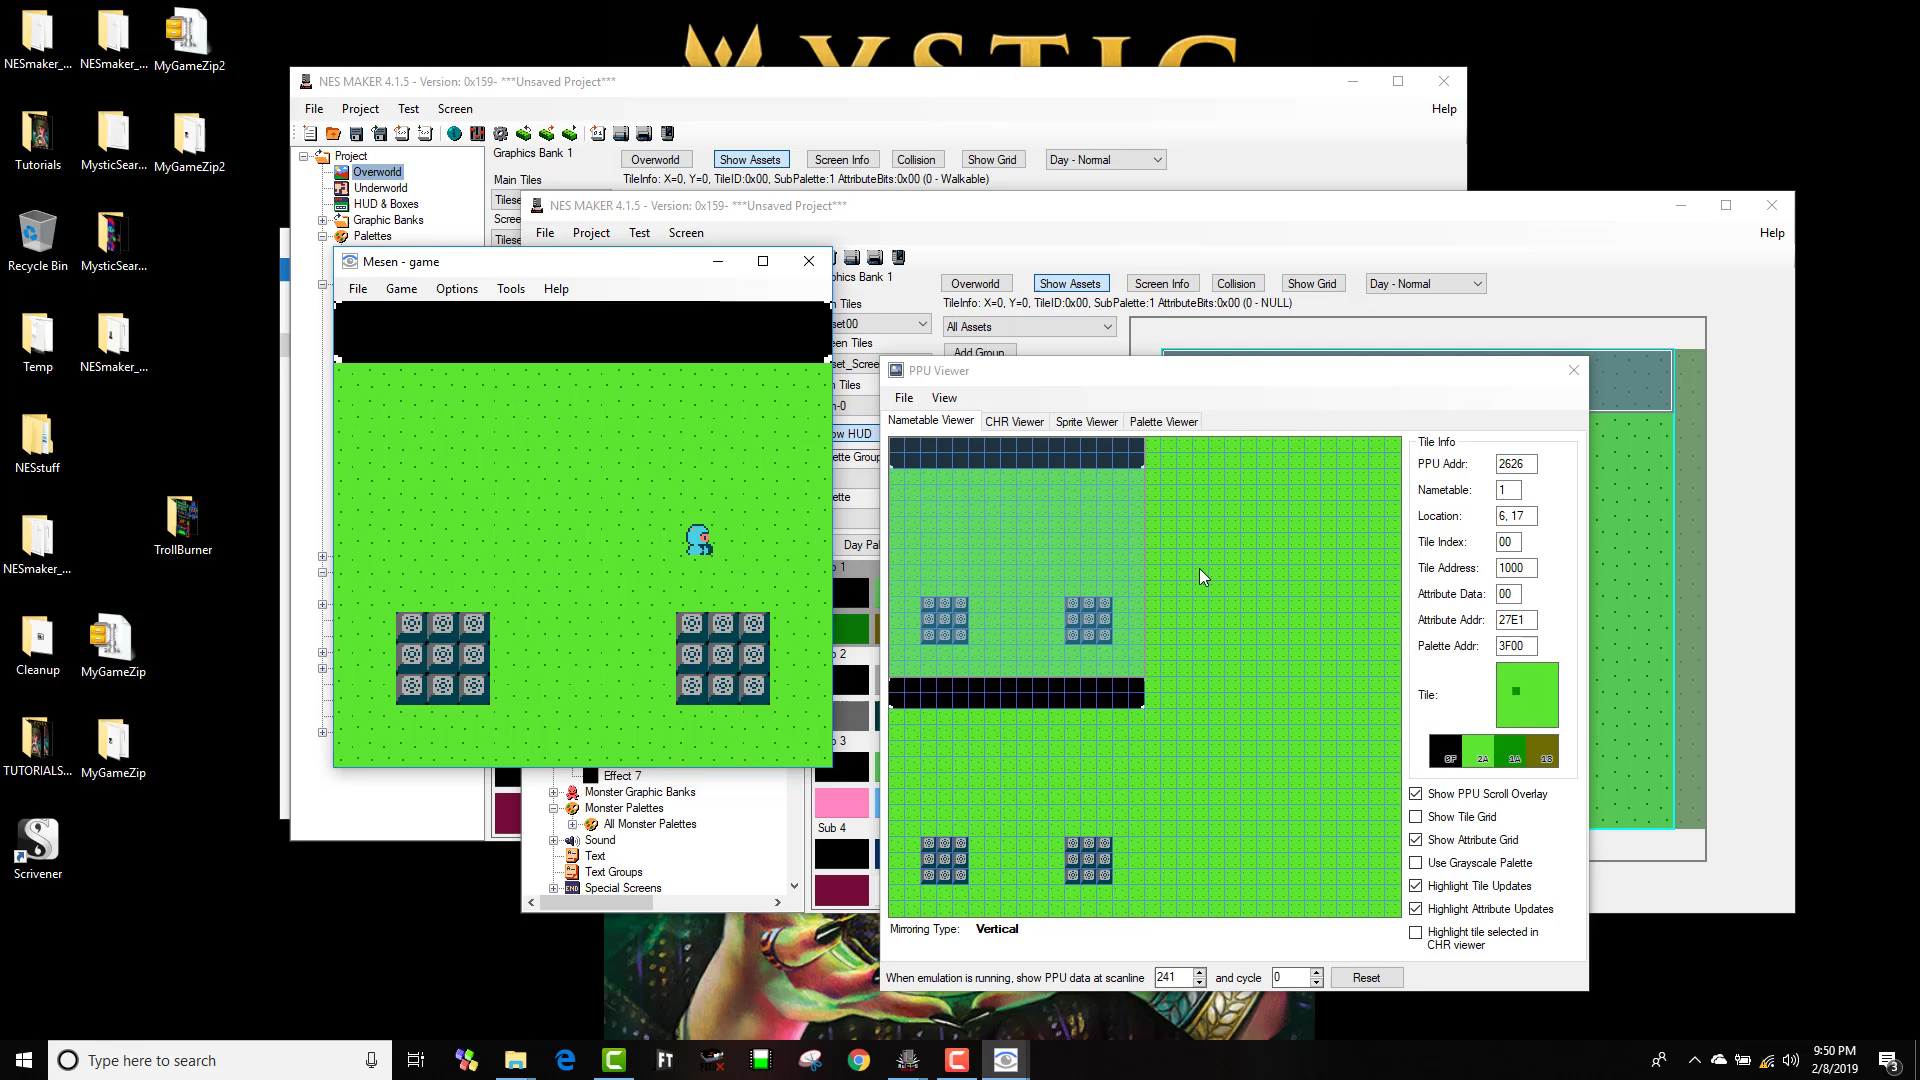 MYSTIC
NESmaker_...
NESmaker_...
MyGameZip2
Tutorials
MysticSear...
MyGameZip2
Recycle Bin
MysticSear...
Temp
NESmaker_...
NESstuff
TrollBurner
NESmaker_...
Cleanup
MyGameZip
TUTORIALS...
MyGameZip
Scrivener
NES MAKER 4.1.5 - Version: 0x159- ***Unsaved Project***
File Project Test Screen Help
Project
Overworld
Underworld
HUD & Boxes
Graphic Banks
Palettes
Graphics Bank 1
Main Tiles
Overworld Show Assets Screen Info Collision Show Grid Day - Normal
TileInfo: X=0, Y=0, TileID:0x00, SubPalette:1 AttributeBits:0x00 (0 - Walkable)
NES MAKER 4.1.5 - Version: 0x159- ***Unsaved Project***
File Project Test Screen Help
Overworld Show Assets Screen Info Collision Show Grid Day - Normal
TileInfo: X=0, Y=0, TileID:0x00, SubPalette:1 AttributeBits:0x00 (0 - NULL)
All Assets
Add Group
Effect 7
Monster Graphic Banks
Monster Palettes
All Monster Palettes
Sound
Text
Text Groups
END Special Screens
Day Pal
Sub 4
Mesen - game
File Game Options Tools Help
PPU Viewer
File View
Nametable Viewer CHR Viewer Sprite Viewer Palette Viewer
Tile Info
PPU Addr: 2626
Nametable: 1
Location: 6, 17
Tile Index: 00
Tile Address: 1000
Attribute Data: 00
Attribute Addr: 27E1
Palette Addr: 3F00
Tile:
0F 2A 1A 18
Show PPU Scroll Overlay
Show Tile Grid
Show Attribute Grid
Use Grayscale Palette
Highlight Tile Updates
Highlight Attribute Updates
Highlight tile selected in
CHR viewer
Mirroring Type: Vertical
When emulation is running, show PPU data at scanline 241 and cycle 0 Reset
Type here to search
FT
9:50 PM
2/8/2019
3